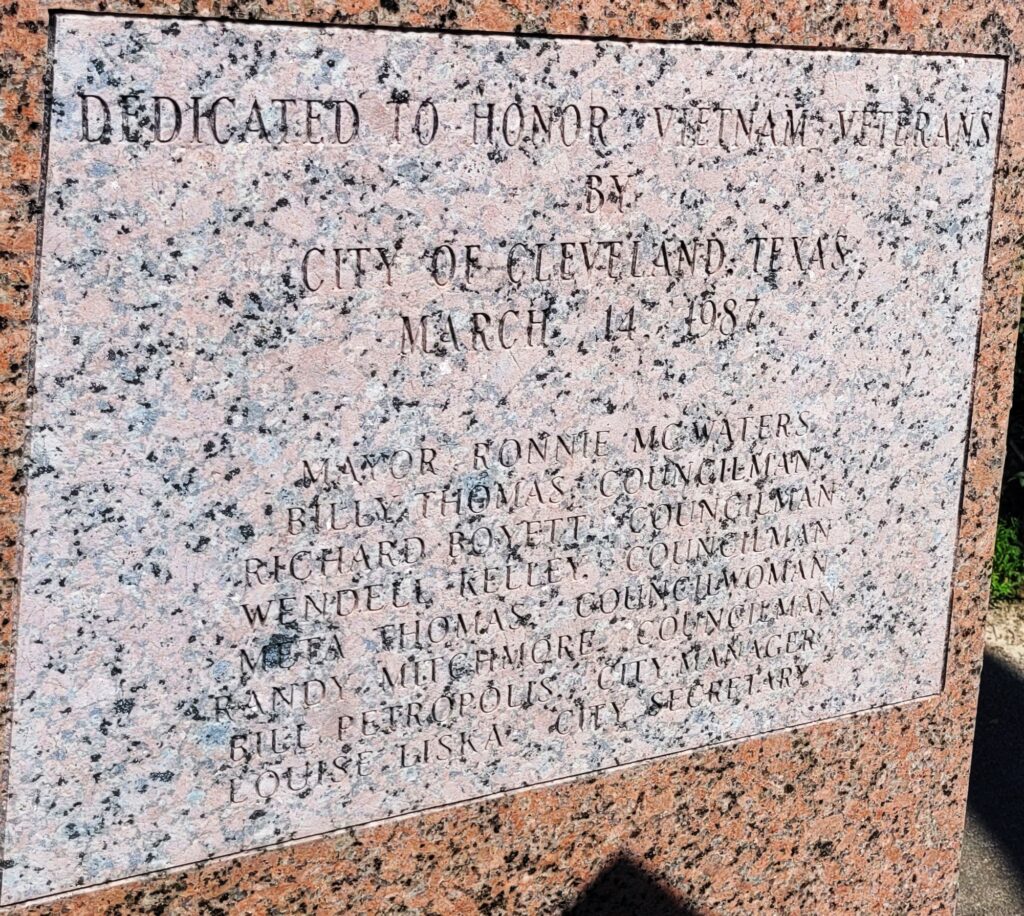 DEDICATED TO HONOR VIETNAM VETERANS
BY
CITY OF CLEVELAND, TEXAS
MARCH 14, 1987
MAYOR RONNIE MCWATERS
BILLY THOMAS, COUNCILMAN
RICHARD BOYETT, COUNCILMAN
WENDELL KELLEY, COUNCILMAN
THOMAS, COUNCILWOMAN
RANDY MITCHMORE, COUNCILMAN
BILL PETROPOLIS, CITY MANAGER
LOUISE LISKA, CITY SECRETARY